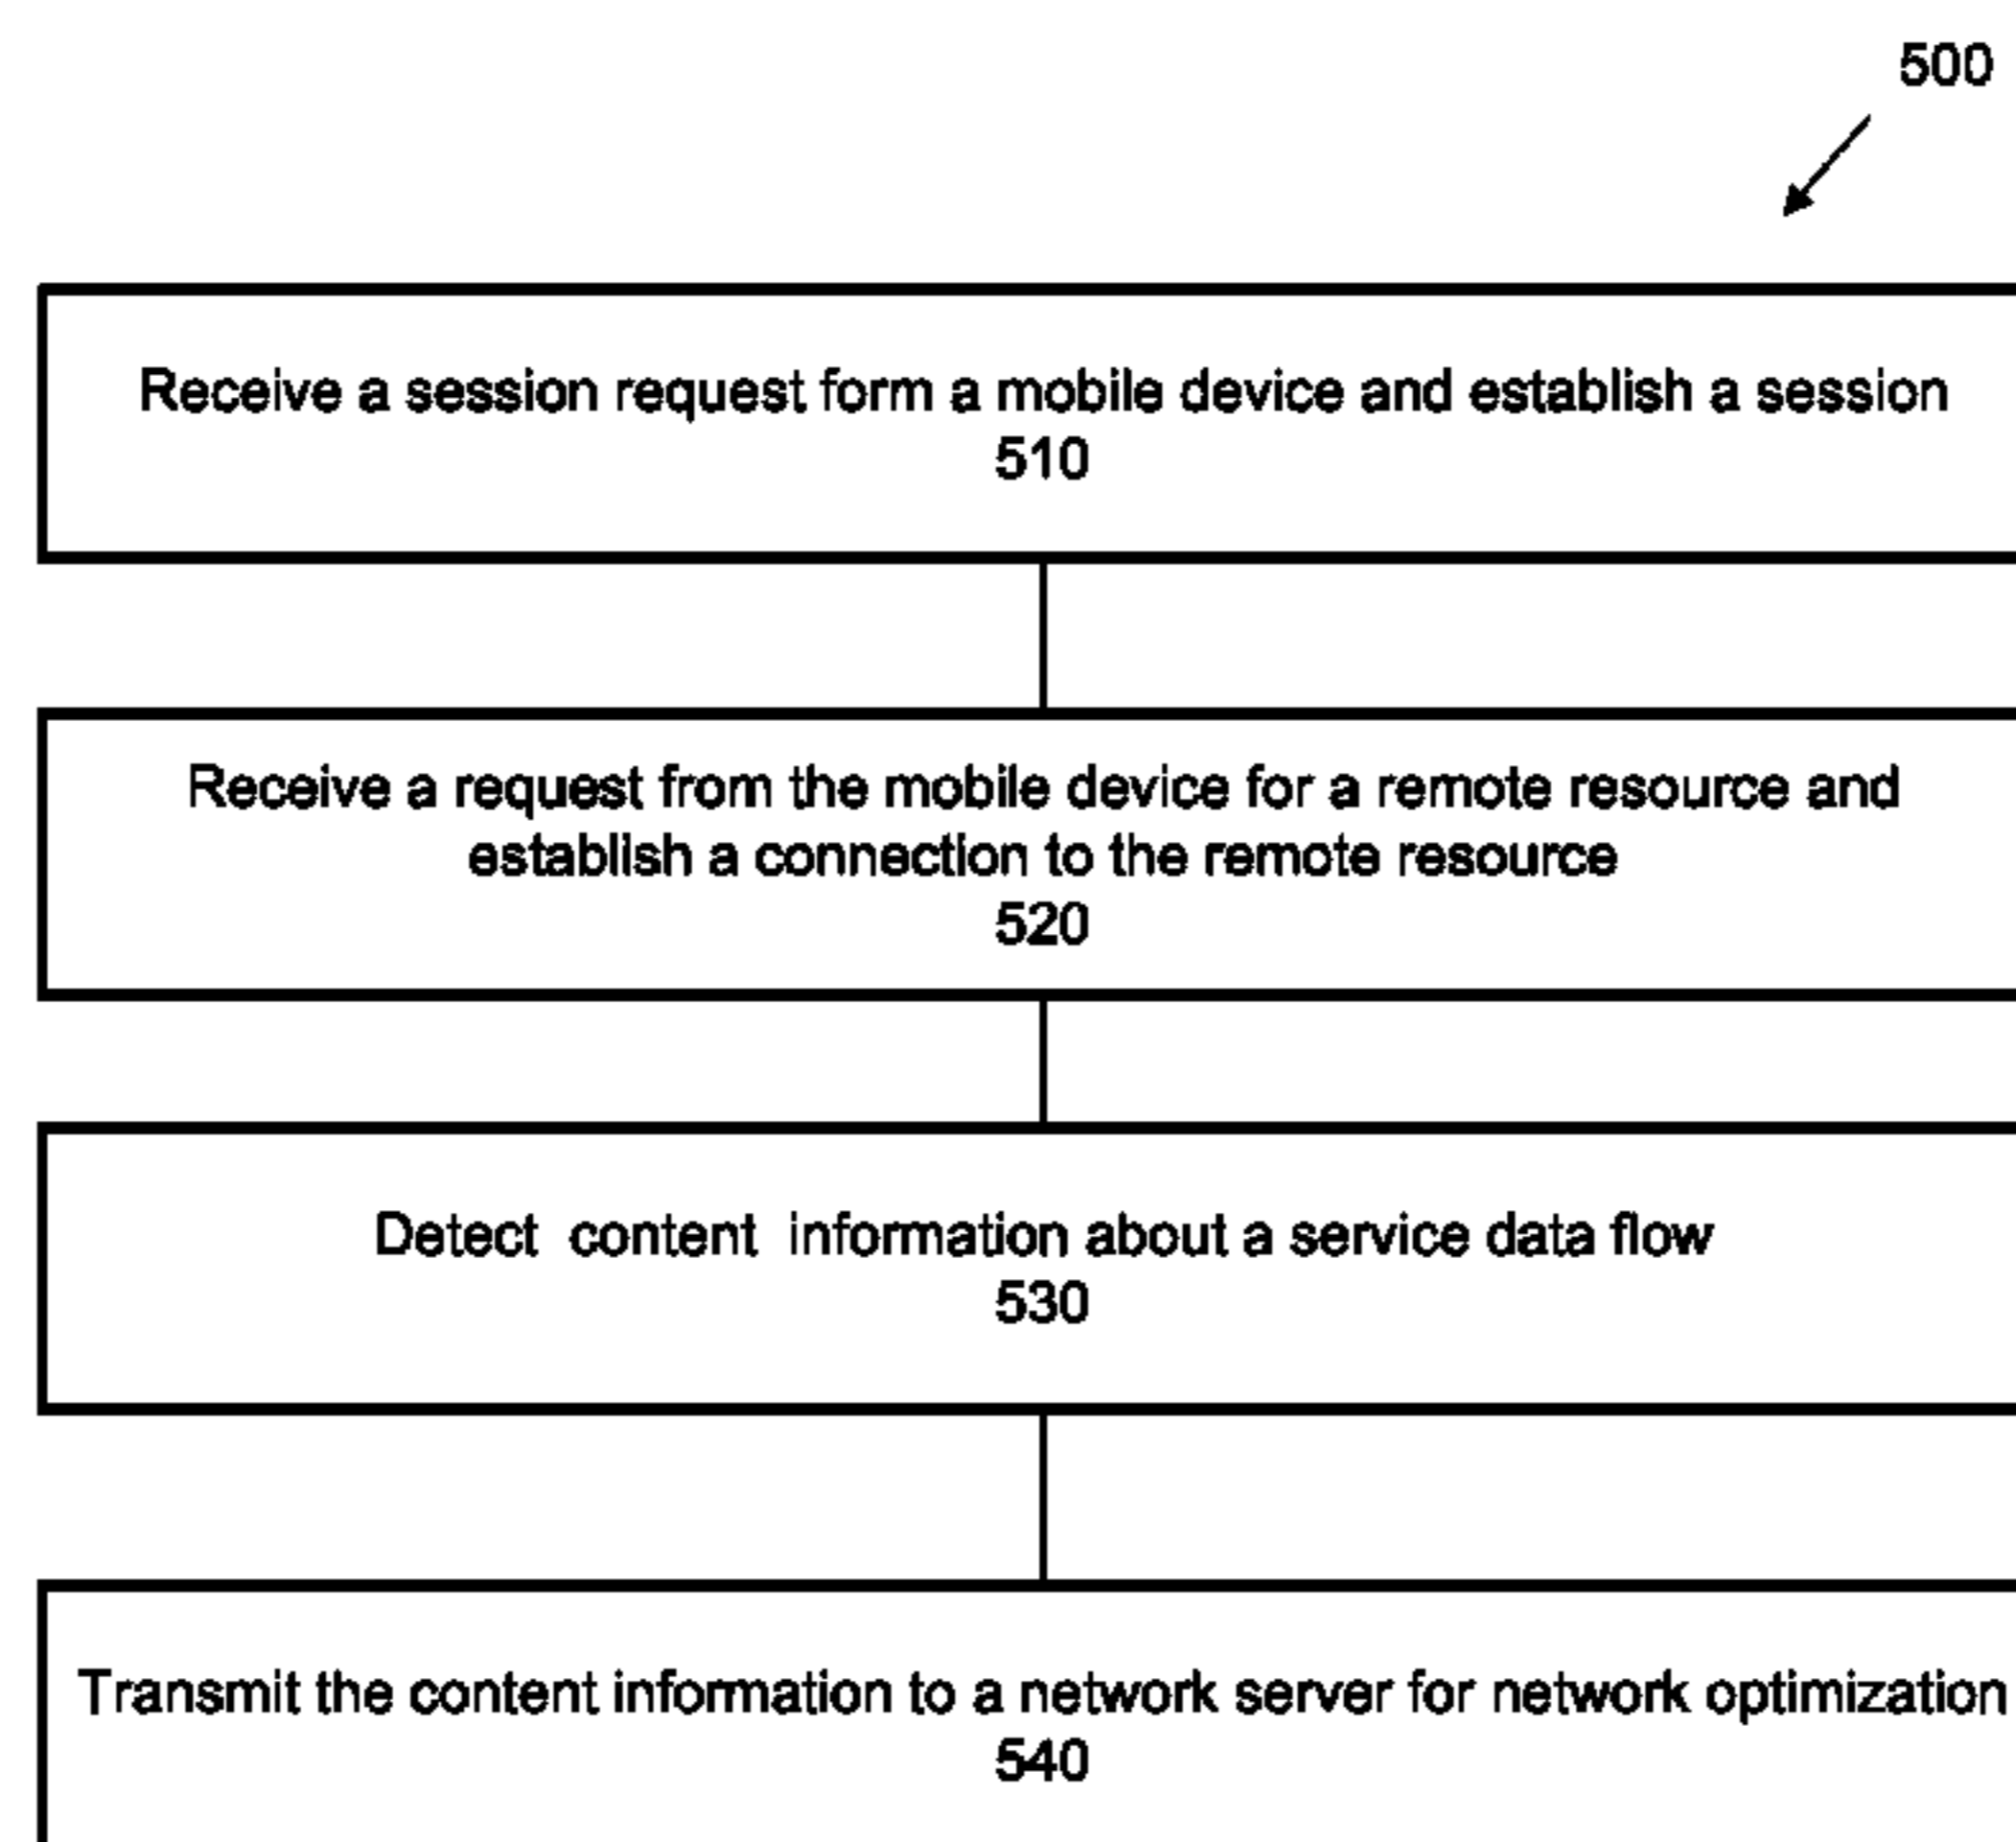 500
Receive a session request form a mobile device and establish a session
510
Receive a request from the mobile device for a remote resource and
establish a connection to the remote resource
520
Detect content information about a service data flow
530
Transmit the content information to a network server for network optimization
540